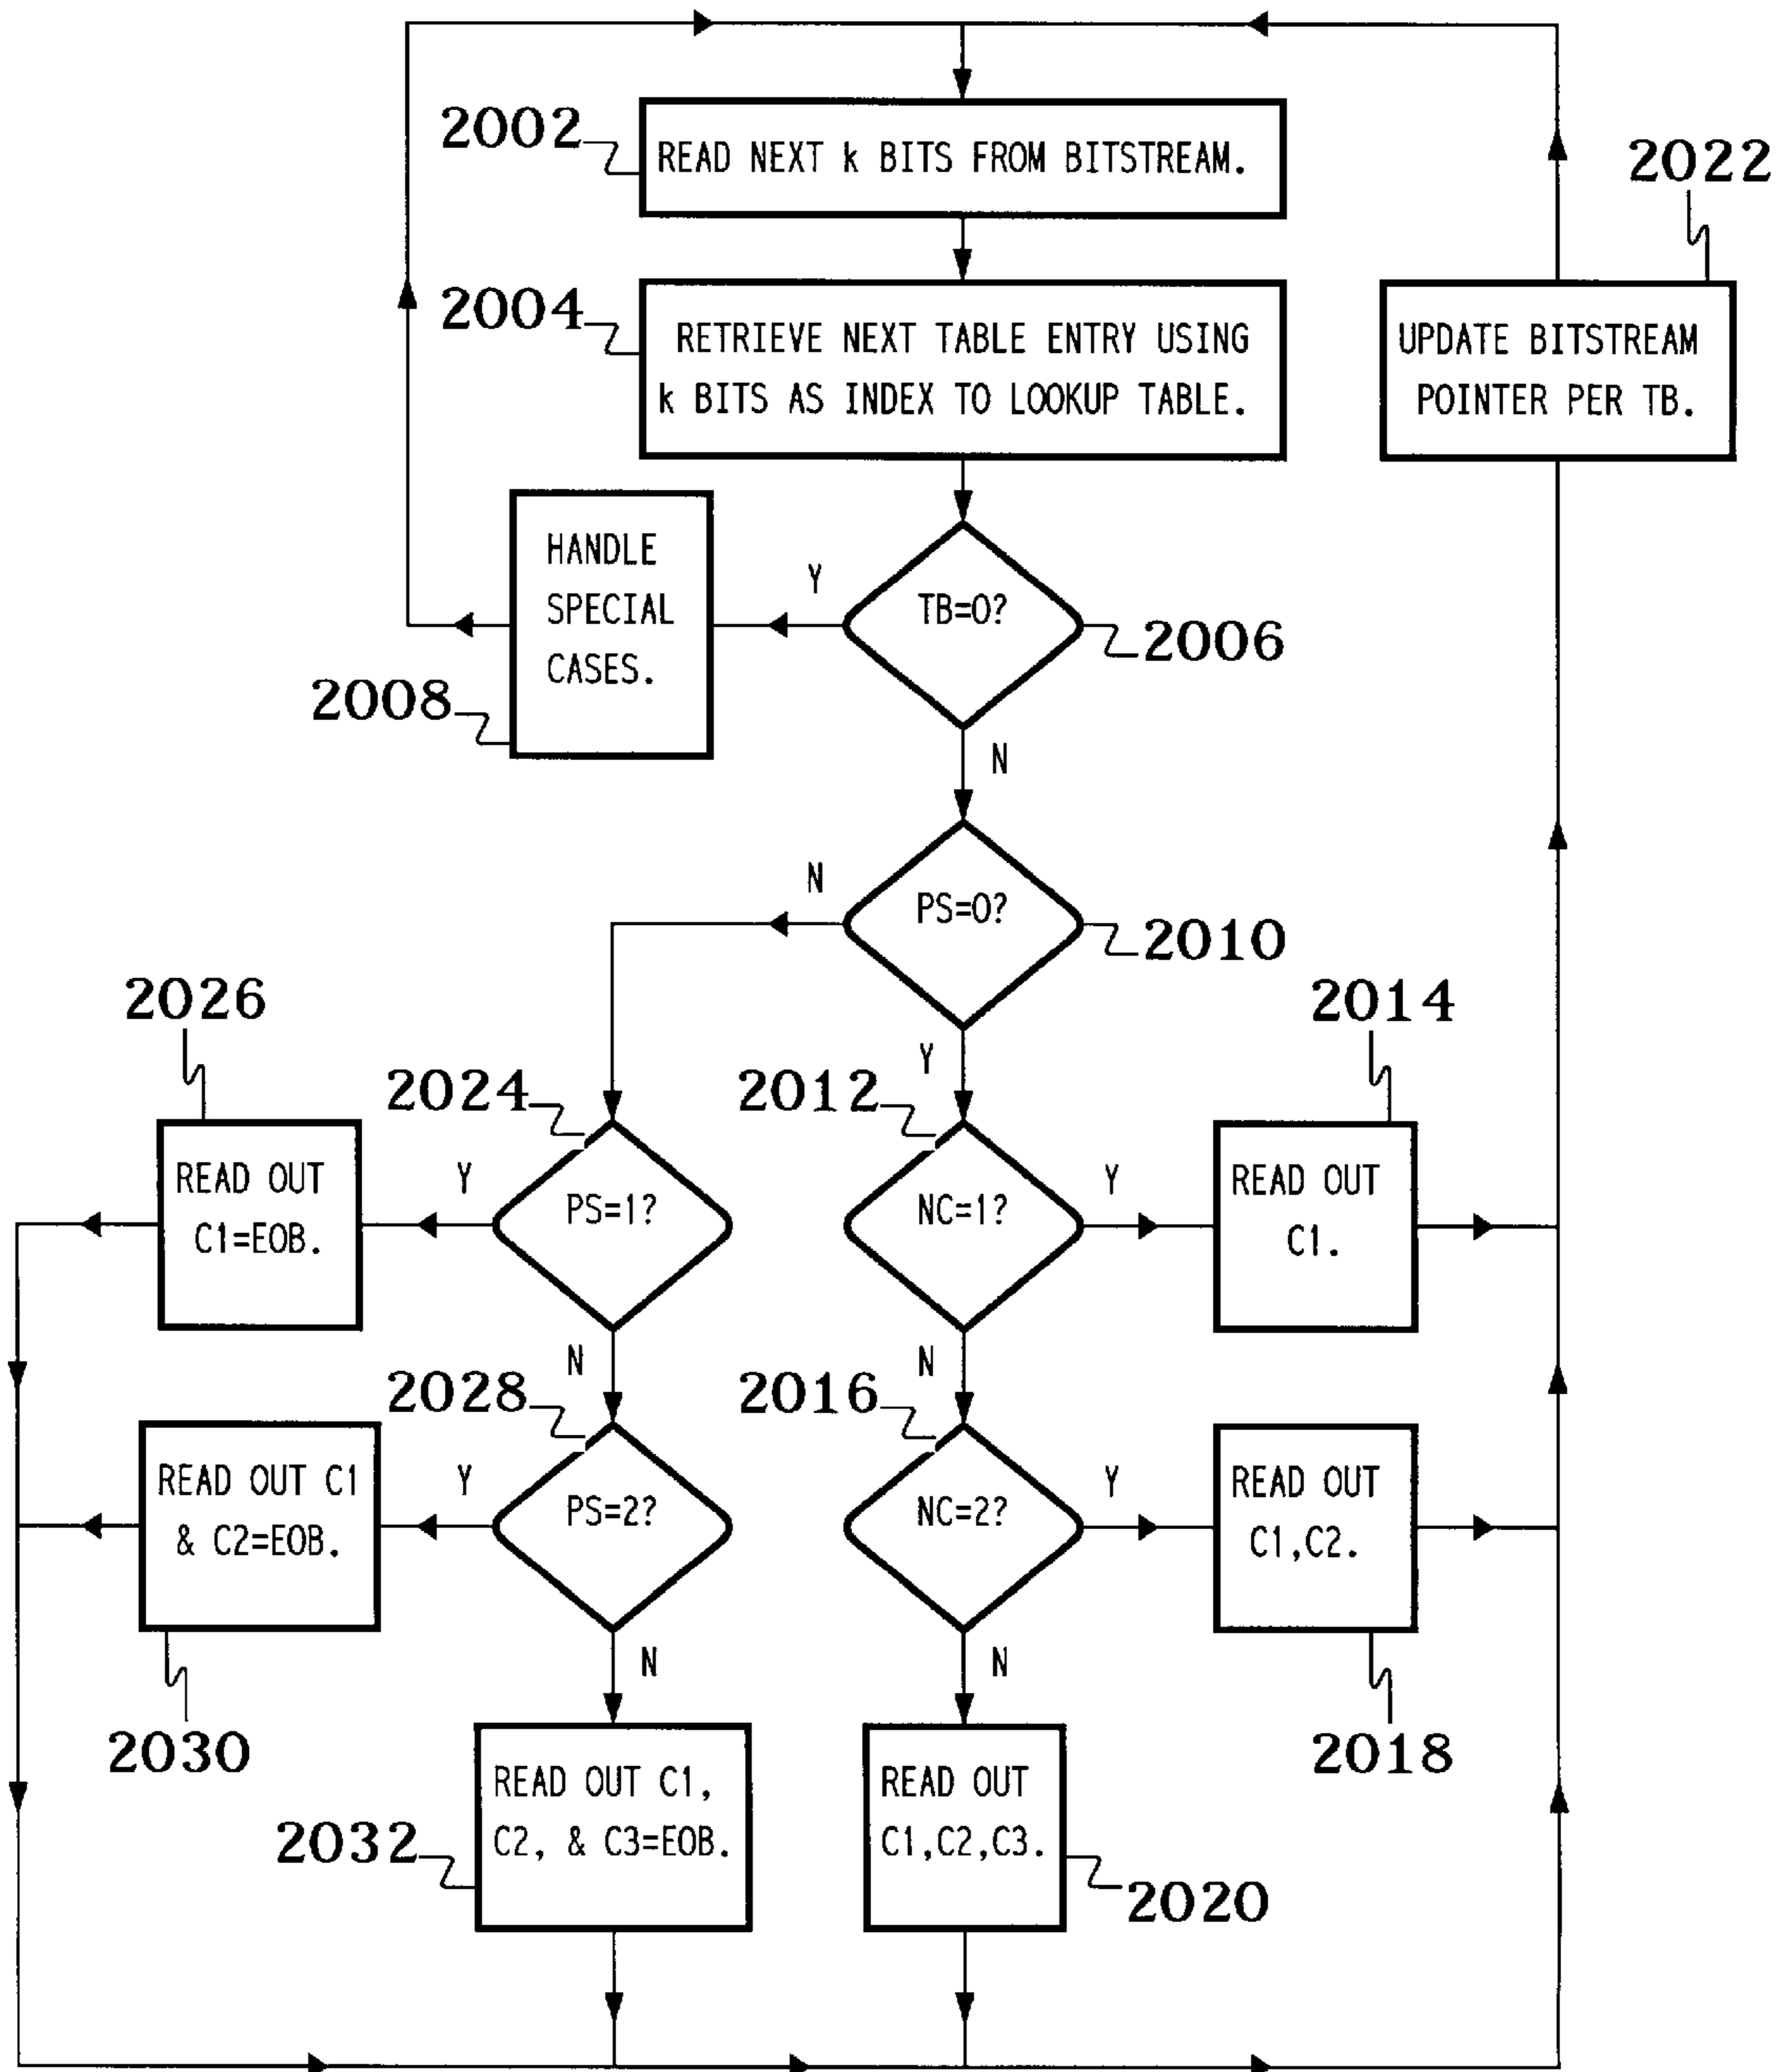 2002
READ NEXT k BITS FROM BITSTREAM.
2022
2004
RETRIEVE NEXT TABLE ENTRY USING
k BITS AS INDEX TO LOOKUP TABLE.
UPDATE BITSTREAM
POINTER PER TB.
HANDLE
SPECIAL
CASES.
2008
Y
TB=0?
2006
N
N
PS=0?
2010
Y
2026
2014
2024
2012
READ OUT
C1=EOB.
Y
PS=1?
N
NC=1?
Y
N
READ OUT
C1.
2028
2016
READ OUT C1
& C2=EOB.
Y
PS=2?
N
NC=2?
Y
N
READ OUT
C1,C2.
2030
2018
READ OUT C1,
C2, & C3=EOB.
2032
READ OUT
C1,C2,C3.
2020